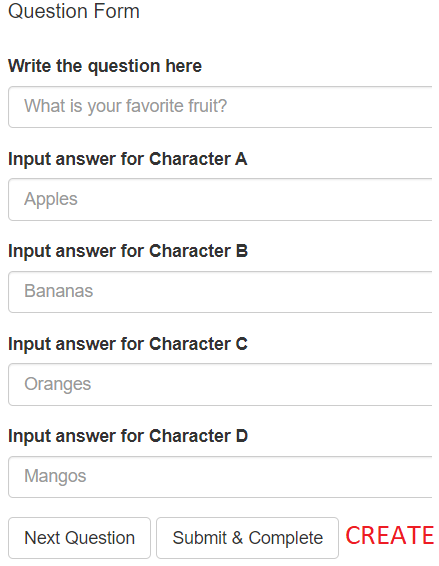 Question Form
Write the question here
What is your favorite fruit?
Input answer for Character A
Apples
Input answer for Character B
Bananas
Input answer for Character C
Oranges
Input answer for Character D
Mangos
Next Question Submit & Complete CREATE